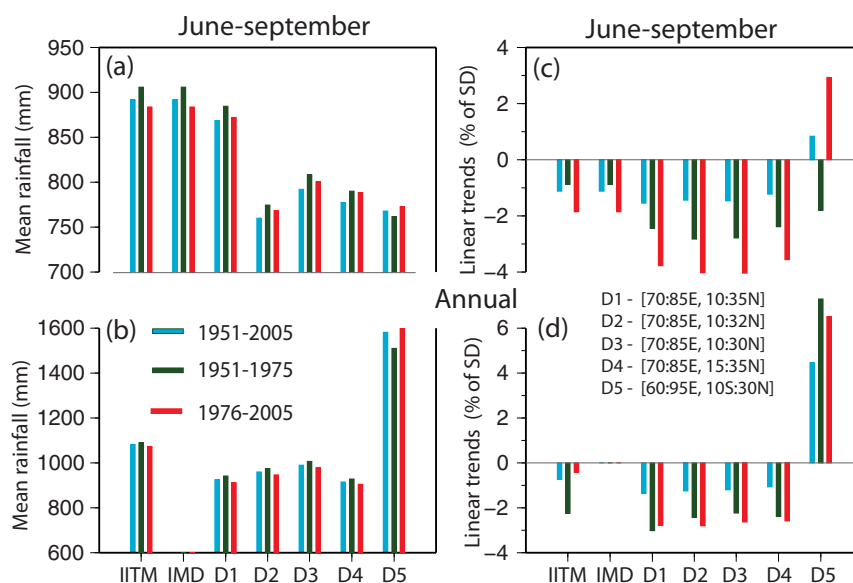 June-september
June-september
(a)
Mean rainfall (mm)
950
900
850
800
750
700
(c)
Linear trends (% of SD)
4
2
0
−2
−4
Annual
(b)
Mean rainfall (mm)
1600
1400
1200
1000
800
600
1951-2005
1951-1975
1976-2005
IITM IMD D1 D2 D3 D4 D5
(d)
Linear trends (% of SD)
6
4
2
0
−2
−4
D1 - [70:85E, 10:35N]
D2 - [70:85E, 10:32N]
D3 - [70:85E, 10:30N]
D4 - [70:85E, 15:35N]
D5 - [60:95E, 10S:30N]
IITM IMD D1 D2 D3 D4 D5